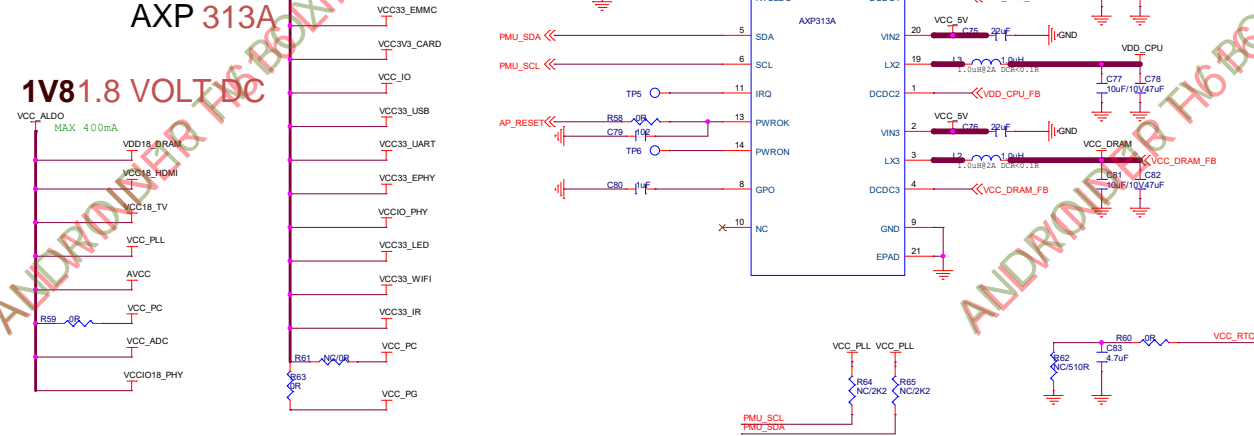 AXP 313A
1V81.8 VOLT DC
VCC_ALDO
MAX 400mA
VDD18_DRAM
VCC18_HDMI
VCC18_TV
VCC_PLL
AVCC
R59 0R
VCC_PC
VCC_ADC
VCCIO18_PHY
VCC33_EMMC
VCC3V3_CARD
VCC_IO
VCC33_USB
VCC33_UART
VCC33_EPHY
VCCIO_PHY
VCC33_LED
VCC33_WIFI
VCC33_IR
R61 NC/0R
VCC_PC
R63
0R
VCC_PG
AXP313A
PMU_SDA
5 SDA
PMU_SCL
6 SCL
TP5
11 IRQ
AP_RESET
R58 0R
13 PWROK
C79 102
TP6
14 PWRON
C80 1uF
8 GPO
10 NC
VIN2 20
VCC_5V
C75 22uF
GND
LX2 19
L3 1.0uH
1.0uH@2A DCR<0.1R
VDD_CPU
C77
10uF/10V
C78
47uF
DCDC2 1
VDD_CPU_FB
VIN3 2
VCC_5V
C76 22uF
GND
LX3 3
L2 1.0uH
1.0uH@2A DCR<0.1R
VCC_DRAM
VCC_DRAM_FB
C81
10uF/10V
C82
47uF
DCDC3 4
VCC_DRAM_FB
GND 9
EPAD 21
VCC_PLL VCC_PLL
R64
NC/2K2
R65
NC/2K2
PMU_SCL
PMU_SDA
R62
NC/510R
C83
4.7uF
R60 0R
VCC_RTC